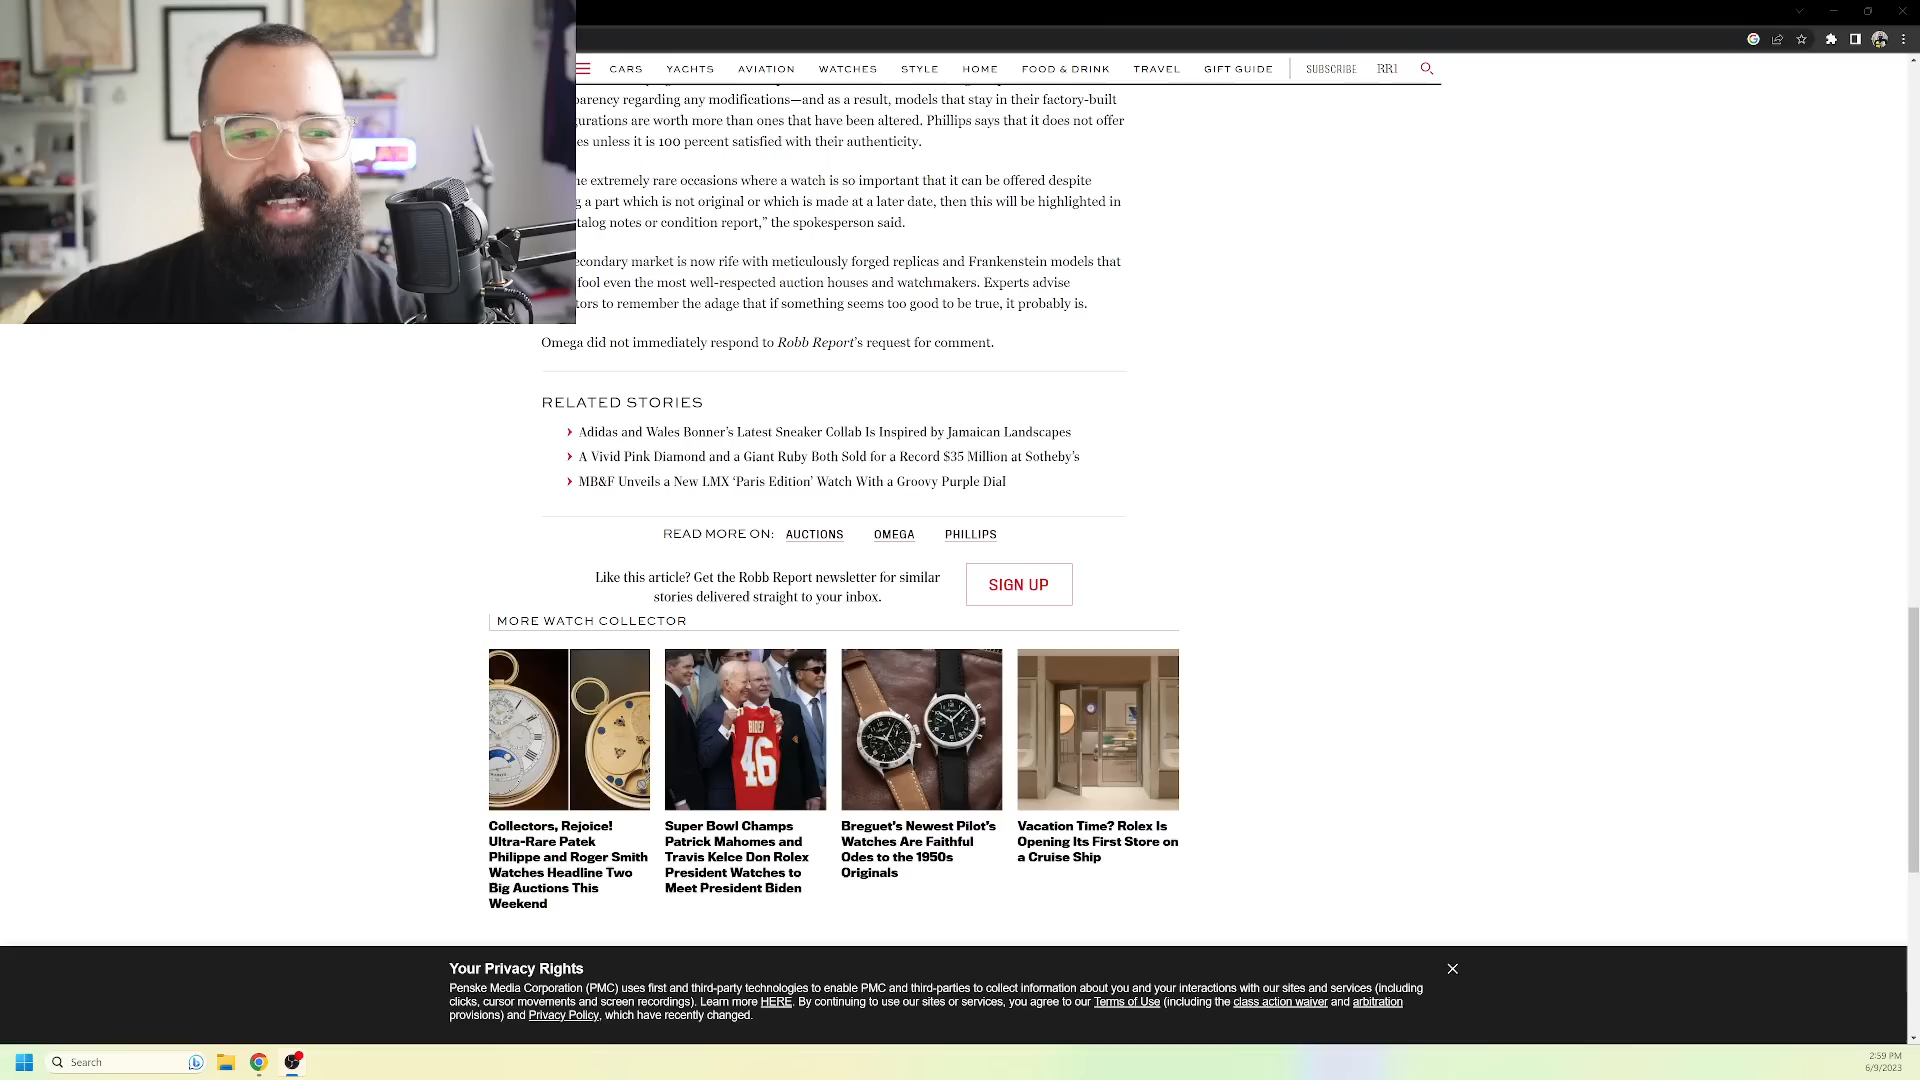 CARS YACHTS AVIATION WATCHES STYLE HOME FOOD & DRINK TRAVEL GIFT GUIDE SUBSCRIBE RR1
regarding any modifications—and as a result, models that stay in their factory-built
are worth more than ones that have been altered. Phillips says that it does not offer
unless it is 100 percent satisfied with their authenticity.
extremely rare occasions where a watch is so important that it can be offered despite
a part which is not original or which is made at a later date, then this will be highlighted in
notes or condition report,” the spokesperson said.
market is now rife with meticulously forged replicas and Frankenstein models that
fool even the most well-respected auction houses and watchmakers. Experts advise
to remember the adage that if something seems too good to be true, it probably is.
Omega did not immediately respond to Robb Report’s request for comment.
RELATED STORIES
Adidas and Wales Bonner’s Latest Sneaker Collab Is Inspired by Jamaican Landscapes
A Vivid Pink Diamond and a Giant Ruby Both Sold for a Record $35 Million at Sotheby’s
MB&F Unveils a New LMX ‘Paris Edition’ Watch With a Groovy Purple Dial
READ MORE ON: AUCTIONS OMEGA PHILLIPS
Like this article? Get the Robb Report newsletter for similar
stories delivered straight to your inbox.
SIGN UP
MORE WATCH COLLECTOR
BIDEN
46
Collectors, Rejoice!
Ultra-Rare Patek
Philippe and Roger Smith
Watches Headline Two
Big Auctions This
Weekend
Super Bowl Champs
Patrick Mahomes and
Travis Kelce Don Rolex
President Watches to
Meet President Biden
Breguet’s Newest Pilot’s
Watches Are Faithful
Odes to the 1950s
Originals
Vacation Time? Rolex Is
Opening Its First Store on
a Cruise Ship
Your Privacy Rights
Penske Media Corporation (PMC) uses first and third-party technologies to enable PMC and third-parties to collect information about you and your interactions with our sites and services (including
clicks, cursor movements and screen recordings). Learn more HERE. By continuing to use our sites or services, you agree to our Terms of Use (including the class action waiver and arbitration
provisions) and Privacy Policy, which have recently changed.
Search
2:59 PM
6/9/2023